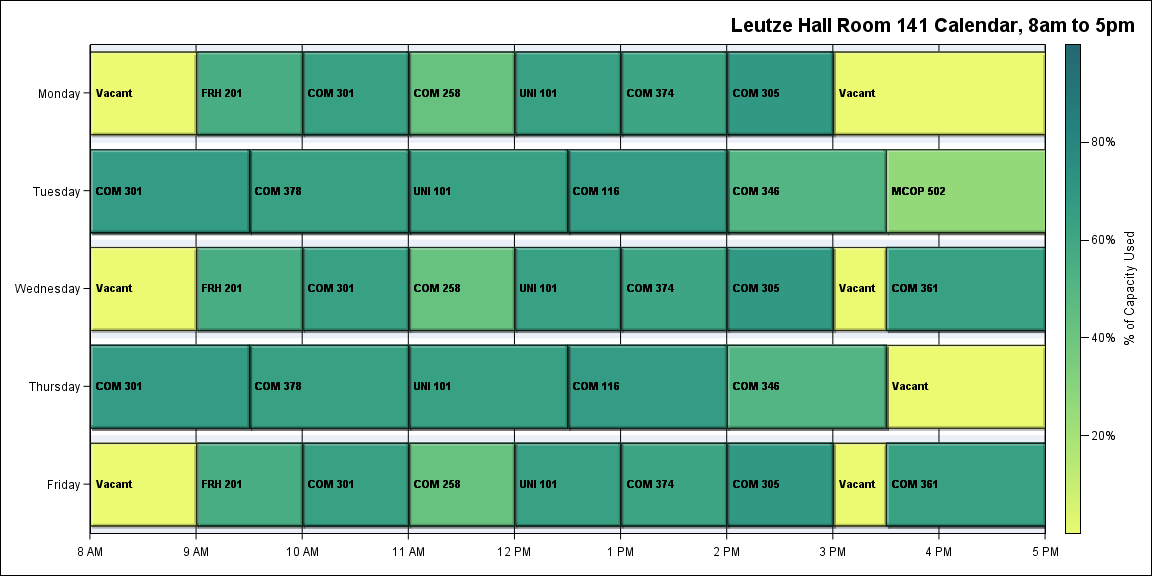 Leutze Hall Room 141 Calendar, 8am to 5pm
Monday
Vacant FRH 201 COM 301 COM 258 UNI 101 COM 374 COM 305 Vacant
Tuesday
COM 301 COM 378 UNI 101 COM 116 COM 346 MCOP 502
Wednesday
Vacant FRH 201 COM 301 COM 258 UNI 101 COM 374 COM 305 Vacant COM 361
Thursday
COM 301 COM 378 UNI 101 COM 116 COM 346 Vacant
Friday
Vacant FRH 201 COM 301 COM 258 UNI 101 COM 374 COM 305 Vacant COM 361
8 AM 9 AM 10 AM 11 AM 12 PM 1 PM 2 PM 3 PM 4 PM 5 PM
80%
60%
40%
20%
% of Capacity Used